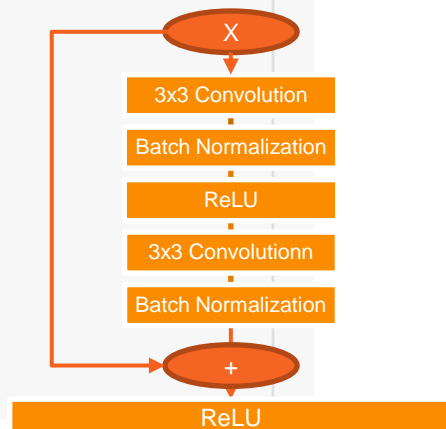 X
3x3 Convolution
Batch Normalization
ReLU
3x3 Convolutionn
Batch Normalization
+
ReLU